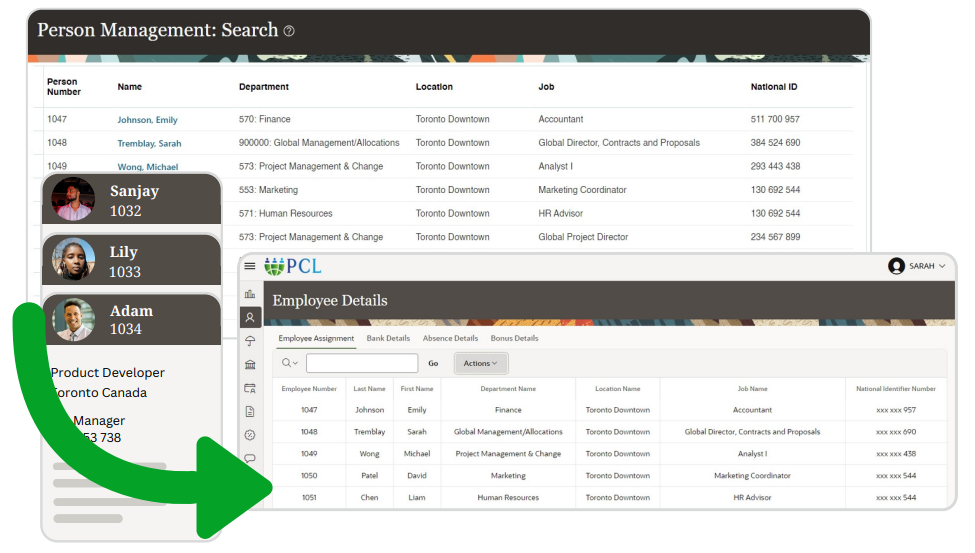 Person Management: Search ?
Person Number Name Department Location Job National ID
1047 Johnson, Emily 570: Finance Toronto Downtown Accountant 511 700 957
1048 Tremblay, Sarah 900000: Global Management/Allocations Toronto Downtown Global Director, Contracts and Proposals 384 524 690
1049 Wong, Michael 573: Project Management & Change Toronto Downtown Analyst I 293 443 438
553: Marketing Toronto Downtown Marketing Coordinator 130 692 544
571: Human Resources Toronto Downtown HR Advisor 130 692 544
573: Project Management & Change Toronto Downtown Global Project Director 234 567 899
Sanjay
1032
Lily
1033
Adam
1034
Product Developer
Toronto Canada
Manager
53 738
PCL
SARAH
Employee Details
Employee Assignment Bank Details Absence Details Bonus Details
Go Actions
Employee Number Last Name First Name Department Name Location Name Job Name National Identifier Number
1047 Johnson Emily Finance Toronto Downtown Accountant xxx xxx 957
1048 Tremblay Sarah Global Management/Allocations Toronto Downtown Global Director, Contracts and Proposals xxx xxx 690
1049 Wong Michael Project Management & Change Toronto Downtown Analyst I xxx xxx 438
1050 Patel David Marketing Toronto Downtown Marketing Coordinator xxx xxx 544
1051 Chen Liam Human Resources Toronto Downtown HR Advisor xxx xxx 544